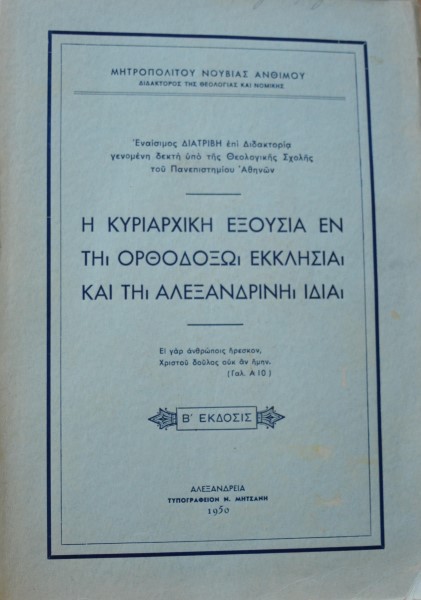 ΜΗΤΡΟΠΟΛΙΤΟΥ ΝΟΥΒΙΑΣ ΑΝΘΙΜΟΥ
ΔΙΔΑΚΤΟΡΟΣ ΤΗΣ ΘΕΟΛΟΓΙΑΣ ΚΑΙ ΝΟΜΙΚΗΣ
Ἐναίσιμος ΔΙΑΤΡΙΒΗ ἐπὶ Διδακτορίᾳ
γενομένη δεκτὴ ὑπὸ τῆς Θεολογικῆς Σχολῆς
τοῦ Πανεπιστημίου Ἀθηνῶν
Η ΚΥΡΙΑΡΧΙΚΗ ΕΞΟΥΣΙΑ ΕΝ
ΤΗι ΟΡΘΟΔΟΞΩι ΕΚΚΛΗΣΙΑι
ΚΑΙ ΤΗι ΑΛΕΞΑΝΔΡΙΝΗι ΙΔΙΑι
Εἰ γὰρ ἀνθρώποις ἤρεσκον,
Χριστοῦ δοῦλος οὐκ ἂν ἤμην.
(Γαλ. Α 10)
Β' ΕΚΔΟΣΙΣ
ΑΛΕΞΑΝΔΡΕΙΑ
ΤΥΠΟΓΡΑΦΕΙΟΝ Ν. ΜΗΤΣΑΝΗ
1950